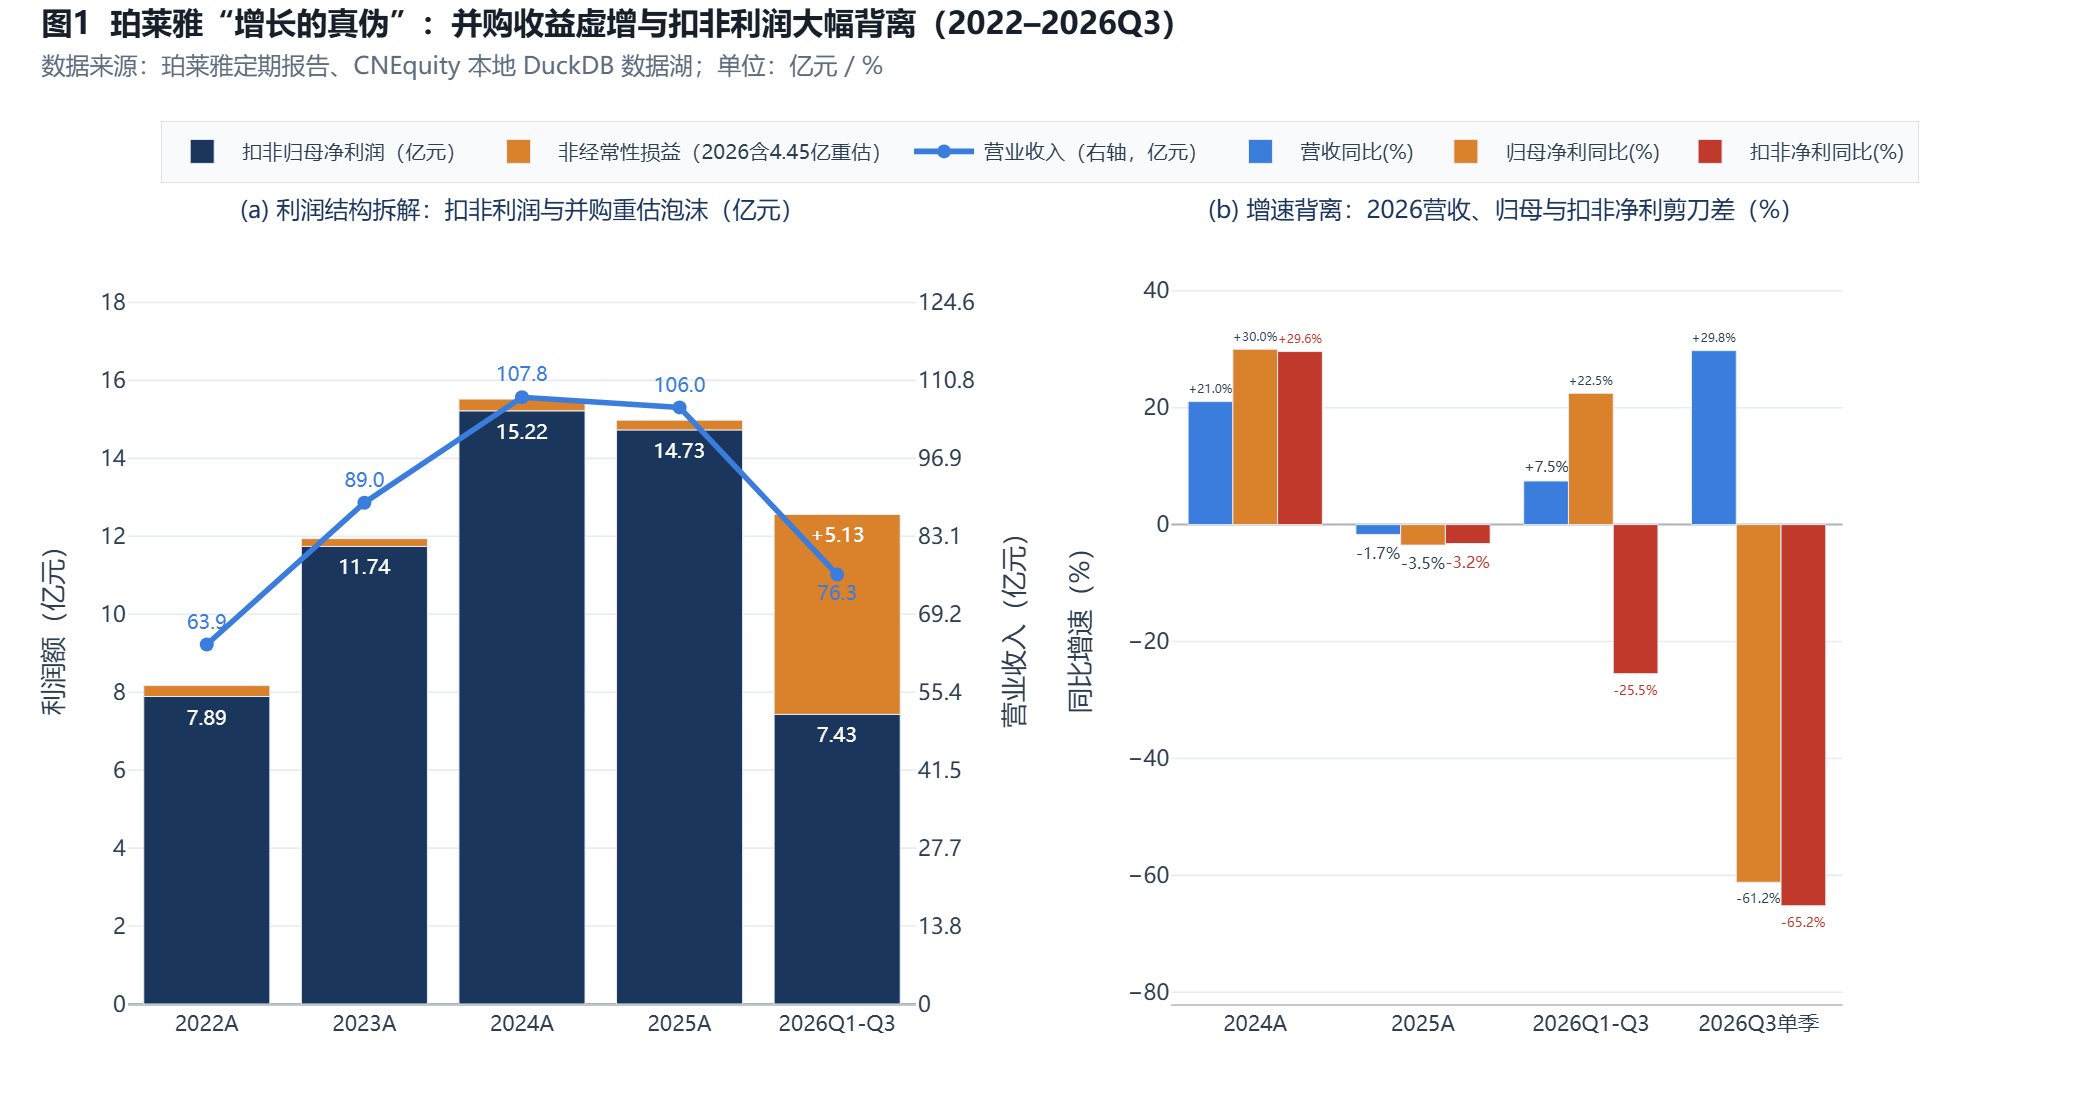 图1 珀莱雅“增长的真伪”：并购收益虚增与扣非利润大幅背离（2022–2026Q3）
数据来源：珀莱雅定期报告、CNEquity 本地 DuckDB 数据湖；单位：亿元 / %
扣非归母净利润（亿元） 非经常性损益（2026含4.45亿重估） 营业收入（右轴，亿元） 营收同比(%) 归母净利同比(%) 扣非净利同比(%)
(a) 利润结构拆解：扣非利润与并购重估泡沫（亿元）
18
16
14
12
10
8
6
4
2
0
利润额（亿元）
63.9
89.0
107.8
106.0
76.3
7.89
11.74
15.22
14.73
+5.13
7.43
2022A
2023A
2024A
2025A
2026Q1-Q3
124.6
110.8
96.9
83.1
69.2
55.4
41.5
27.7
13.8
0
营业收入（亿元）
(b) 增速背离：2026营收、归母与扣非净利剪刀差（%）
同比增速（%）
40
20
0
−20
−40
−60
−80
+21.0%
+30.0%
+29.6%
-1.7%
-3.5%
-3.2%
+7.5%
+22.5%
-25.5%
+29.8%
-61.2%
-65.2%
2024A
2025A
2026Q1-Q3
2026Q3单季